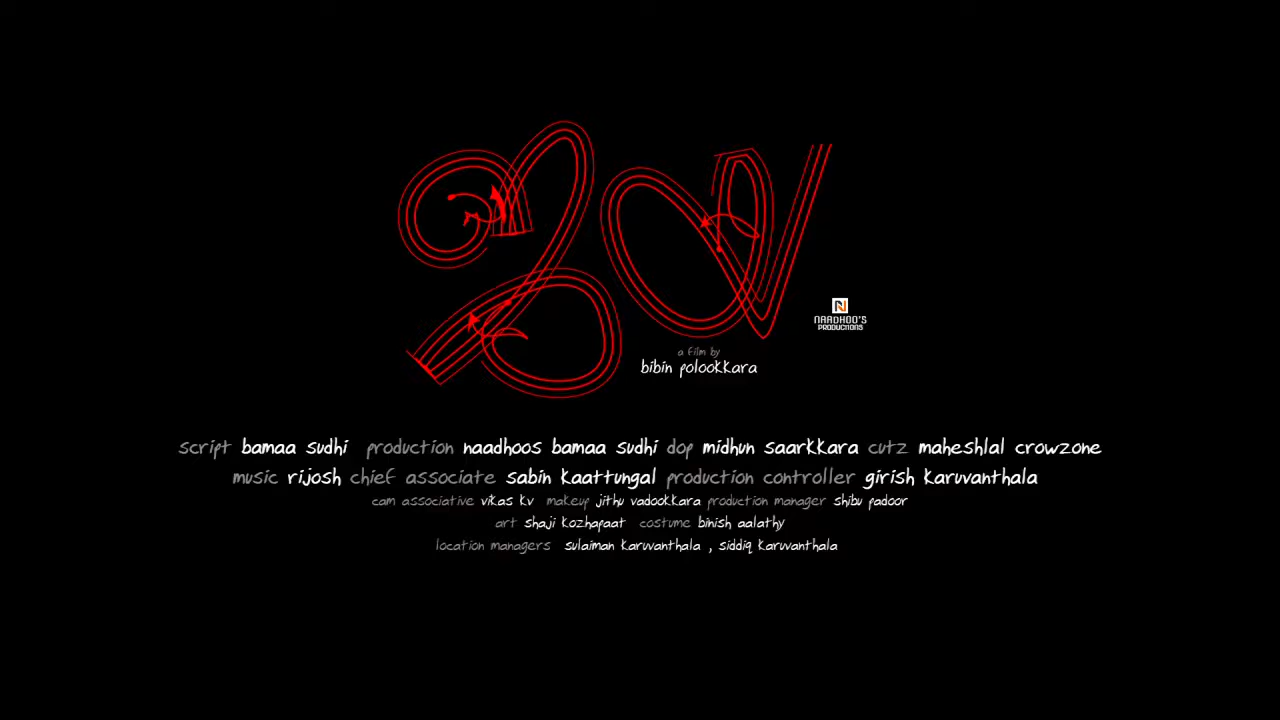 a film by
bibin polookkara
NAADHOO'S
PRODUCTIONS
script bamaa sudhi production naadhoos bamaa sudhi dop midhun saarkkara cutz maheshlal crowzone
music rijosh chief associate sabin kaattungal production controller girish karuvanthala
cam associative vikas kv makeup jithu vadookkara production manager shibu padoor
art shaji kozhapaat costume binish aalathy
location managers sulaiman karuvanthala , siddiq karuvanthala